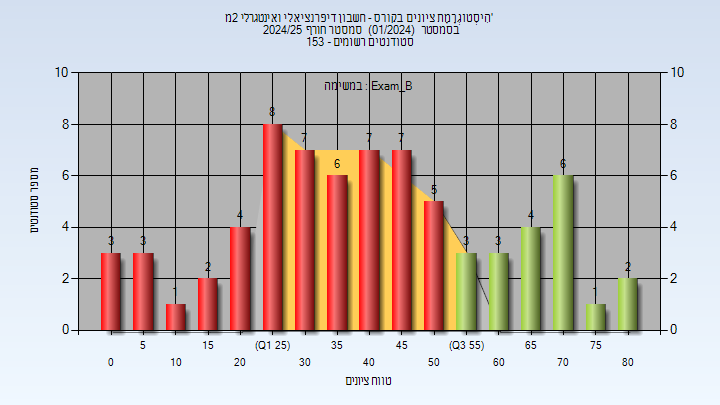 היסטוגרמת ציונים בקורס - חשבון דיפרנציאלי ואינטגרלי 2מ'
בסמסטר (01/2024) סמסטר חורף 2024/25
סטודנטים רשומים - 153
במשימה : Exam_B
10 10
8 8
6 6
4 4
2 2
0 0
3 3 1 2 4 8 7 6 7 7 5 3 3 4 6 1 2
מספר סטודנטים
5 15 (Q1 25) 35 45 (Q3 55) 65 75
0 10 20 30 40 50 60 70 80
טווח ציונים